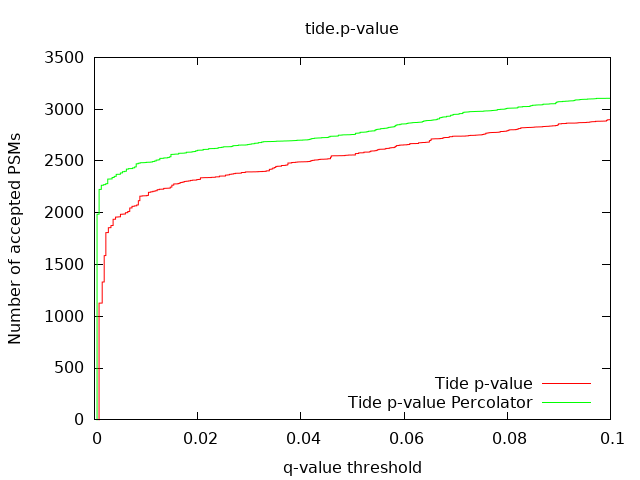 tide.p-value
3500
3000
2500
2000
1500
1000
500
0
Number of accepted PSMs
Tide p-value
Tide p-value Percolator
0 0.02 0.04 0.06 0.08 0.1
q-value threshold